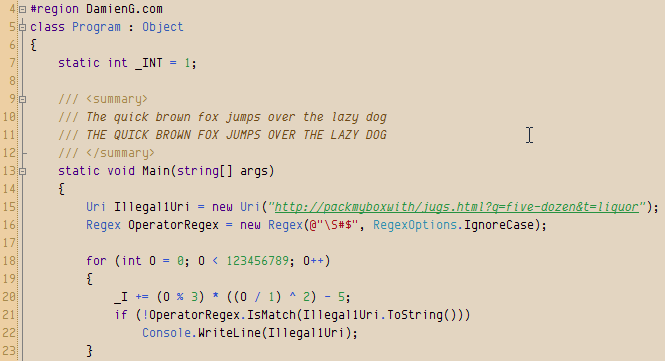 4 #region DamienG.com
5 class Program : Object
6 {
7 static int _INT = 1;
8
9 /// <summary>
10 /// The quick brown fox jumps over the lazy dog
11 /// THE QUICK BROWN FOX JUMPS OVER THE LAZY DOG
12 /// </summary>
13 static void Main(string[] args)
14 {
15 Uri Illegal1Uri = new Uri("http://packmyboxwith/jugs.html?q=five-dozen&t=liquor");
16 Regex OperatorRegex = new Regex(@"\S#$", RegexOptions.IgnoreCase);
17
18 for (int O = 0; O < 123456789; O++)
19 {
20 _I += (O % 3) * ((O / 1) ^ 2) - 5;
21 if (!OperatorRegex.IsMatch(Illegal1Uri.ToString()))
22 Console.WriteLine(Illegal1Uri);
23 }